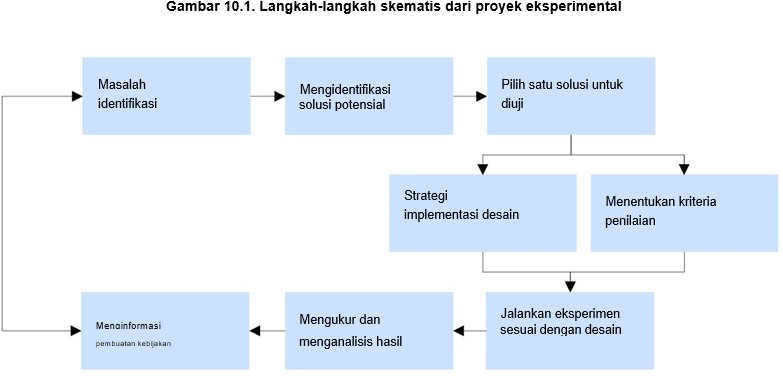 Gambar 10.1. Langkah-langkah skematis dari proyek eksperimental
Masalah
identifikasi
Mengidentifikasi
solusi potensial
Pilih satu solusi untuk
diuji
Strategi
implementasi desain
Menentukan kriteria
penilaian
Jalankan eksperimen
sesuai dengan desain
Mengukur dan
menganalisis hasil
Menginformasi
pembuatan kebijakan